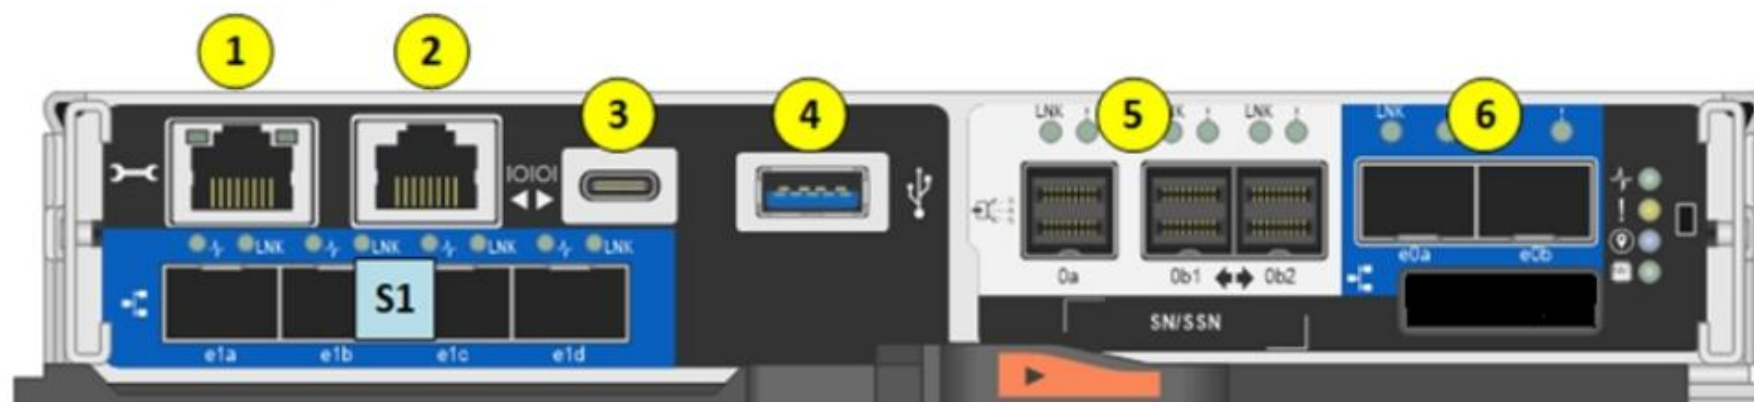 1 2
3 4 5 6
LNK LNK LNK
LNK
IOIOI
LNK LNK LNK LNK
S1
e1a e1b e1c e1d
0a 0b1 0b2
e0a e0b
!
SN/SSN